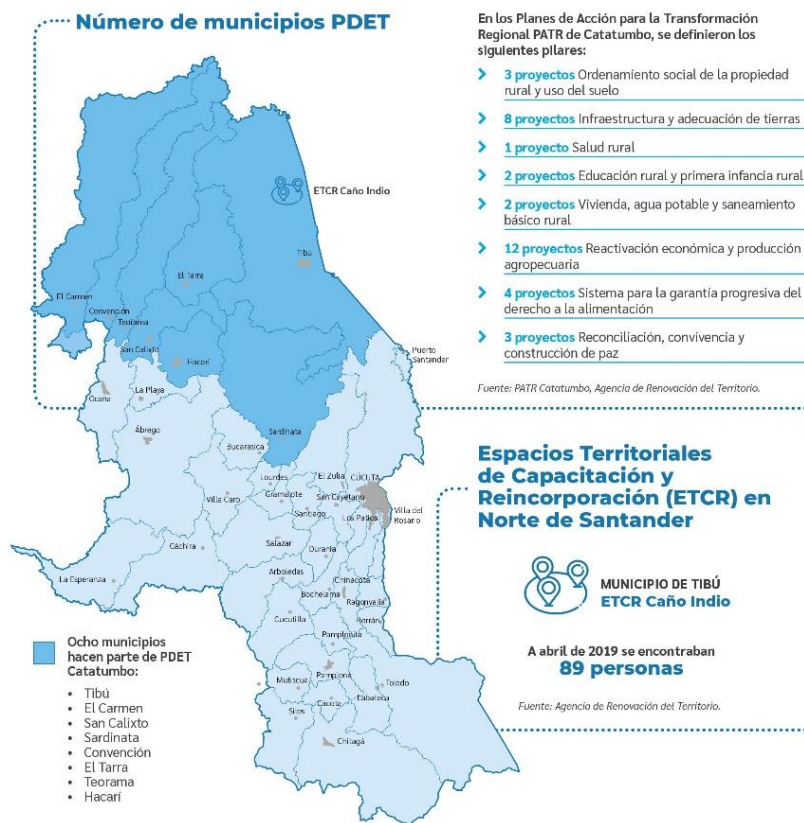 Número de municipios PDET
En los Planes de Acción para la Transformación
Regional PATR de Catatumbo, se definieron los
siguientes pilares:
3 proyectos Ordenamiento social de la propiedad
rural y uso del suelo
8 proyectos Infraestructura y adecuación de tierras
1 proyecto Salud rural
2 proyectos Educación rural y primera infancia rural
2 proyectos Vivienda, agua potable y saneamiento
básico rural
12 proyectos Reactivación económica y producción
agropecuaria
4 proyectos Sistema para la garantía progresiva del
derecho a la alimentación
3 proyectos Reconciliación, convivencia y
construcción de paz
Fuente: PATR Catatumbo, Agencia de Renovación del Territorio.
ETCR Caño Indio
Tibú
El Tarra
El Carmen
Convención
Teorama
San Calixto
Hacarí
Puerto
Santander
Ocaña
La Playa
Ábrego
Sardinata
Bucarasica
Lourdes
El Zulia
CÚCUTA
Gramalote
San Cayetano
Villa Caro
Santiago
Los Patios
Villa del
Rosario
Salazar
Durania
Cáchira
La Esperanza
Arboledas
Chinácota
Bochelama
Ragonvalia
Cucutilla
Herrán
Pamplonita
Pamplona
Mutiscua
Toledo
Labateca
Cácota
Silos
Chitagá
Ocho municipios
hacen parte de PDET
Catatumbo:
• Tibú
• El Carmen
• San Calixto
• Sardinata
• Convención
• El Tarra
• Teorama
• Hacarí
Espacios Territoriales
de Capacitación y
Reincorporación (ETCR) en
Norte de Santander
MUNICIPIO DE TIBÚ
ETCR Caño Indio
A abril de 2019 se encontraban
89 personas
Fuente: Agencia de Renovación del Territorio.